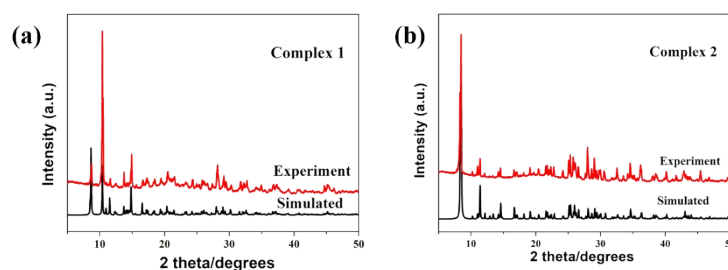 (a)
Complex 1
Intensity (a.u.)
Experiment
Simulated
10 20 30 40 50
2 theta/degrees
(b)
Complex 2
Intensity (a.u.)
Experiment
Simulated
10 20 30 40 50
2 theta/degrees